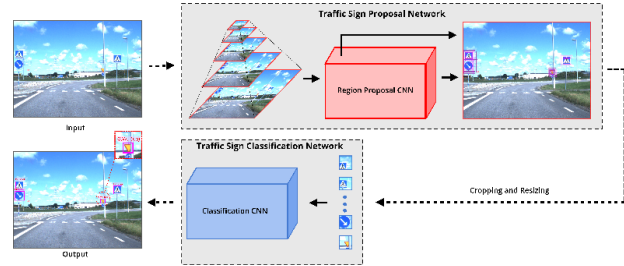 Traffic Sign Proposal Network
Region Proposal CNN
Input
Traffic Sign Classification Network
Cropping and Resizing
Classification CNN
Output